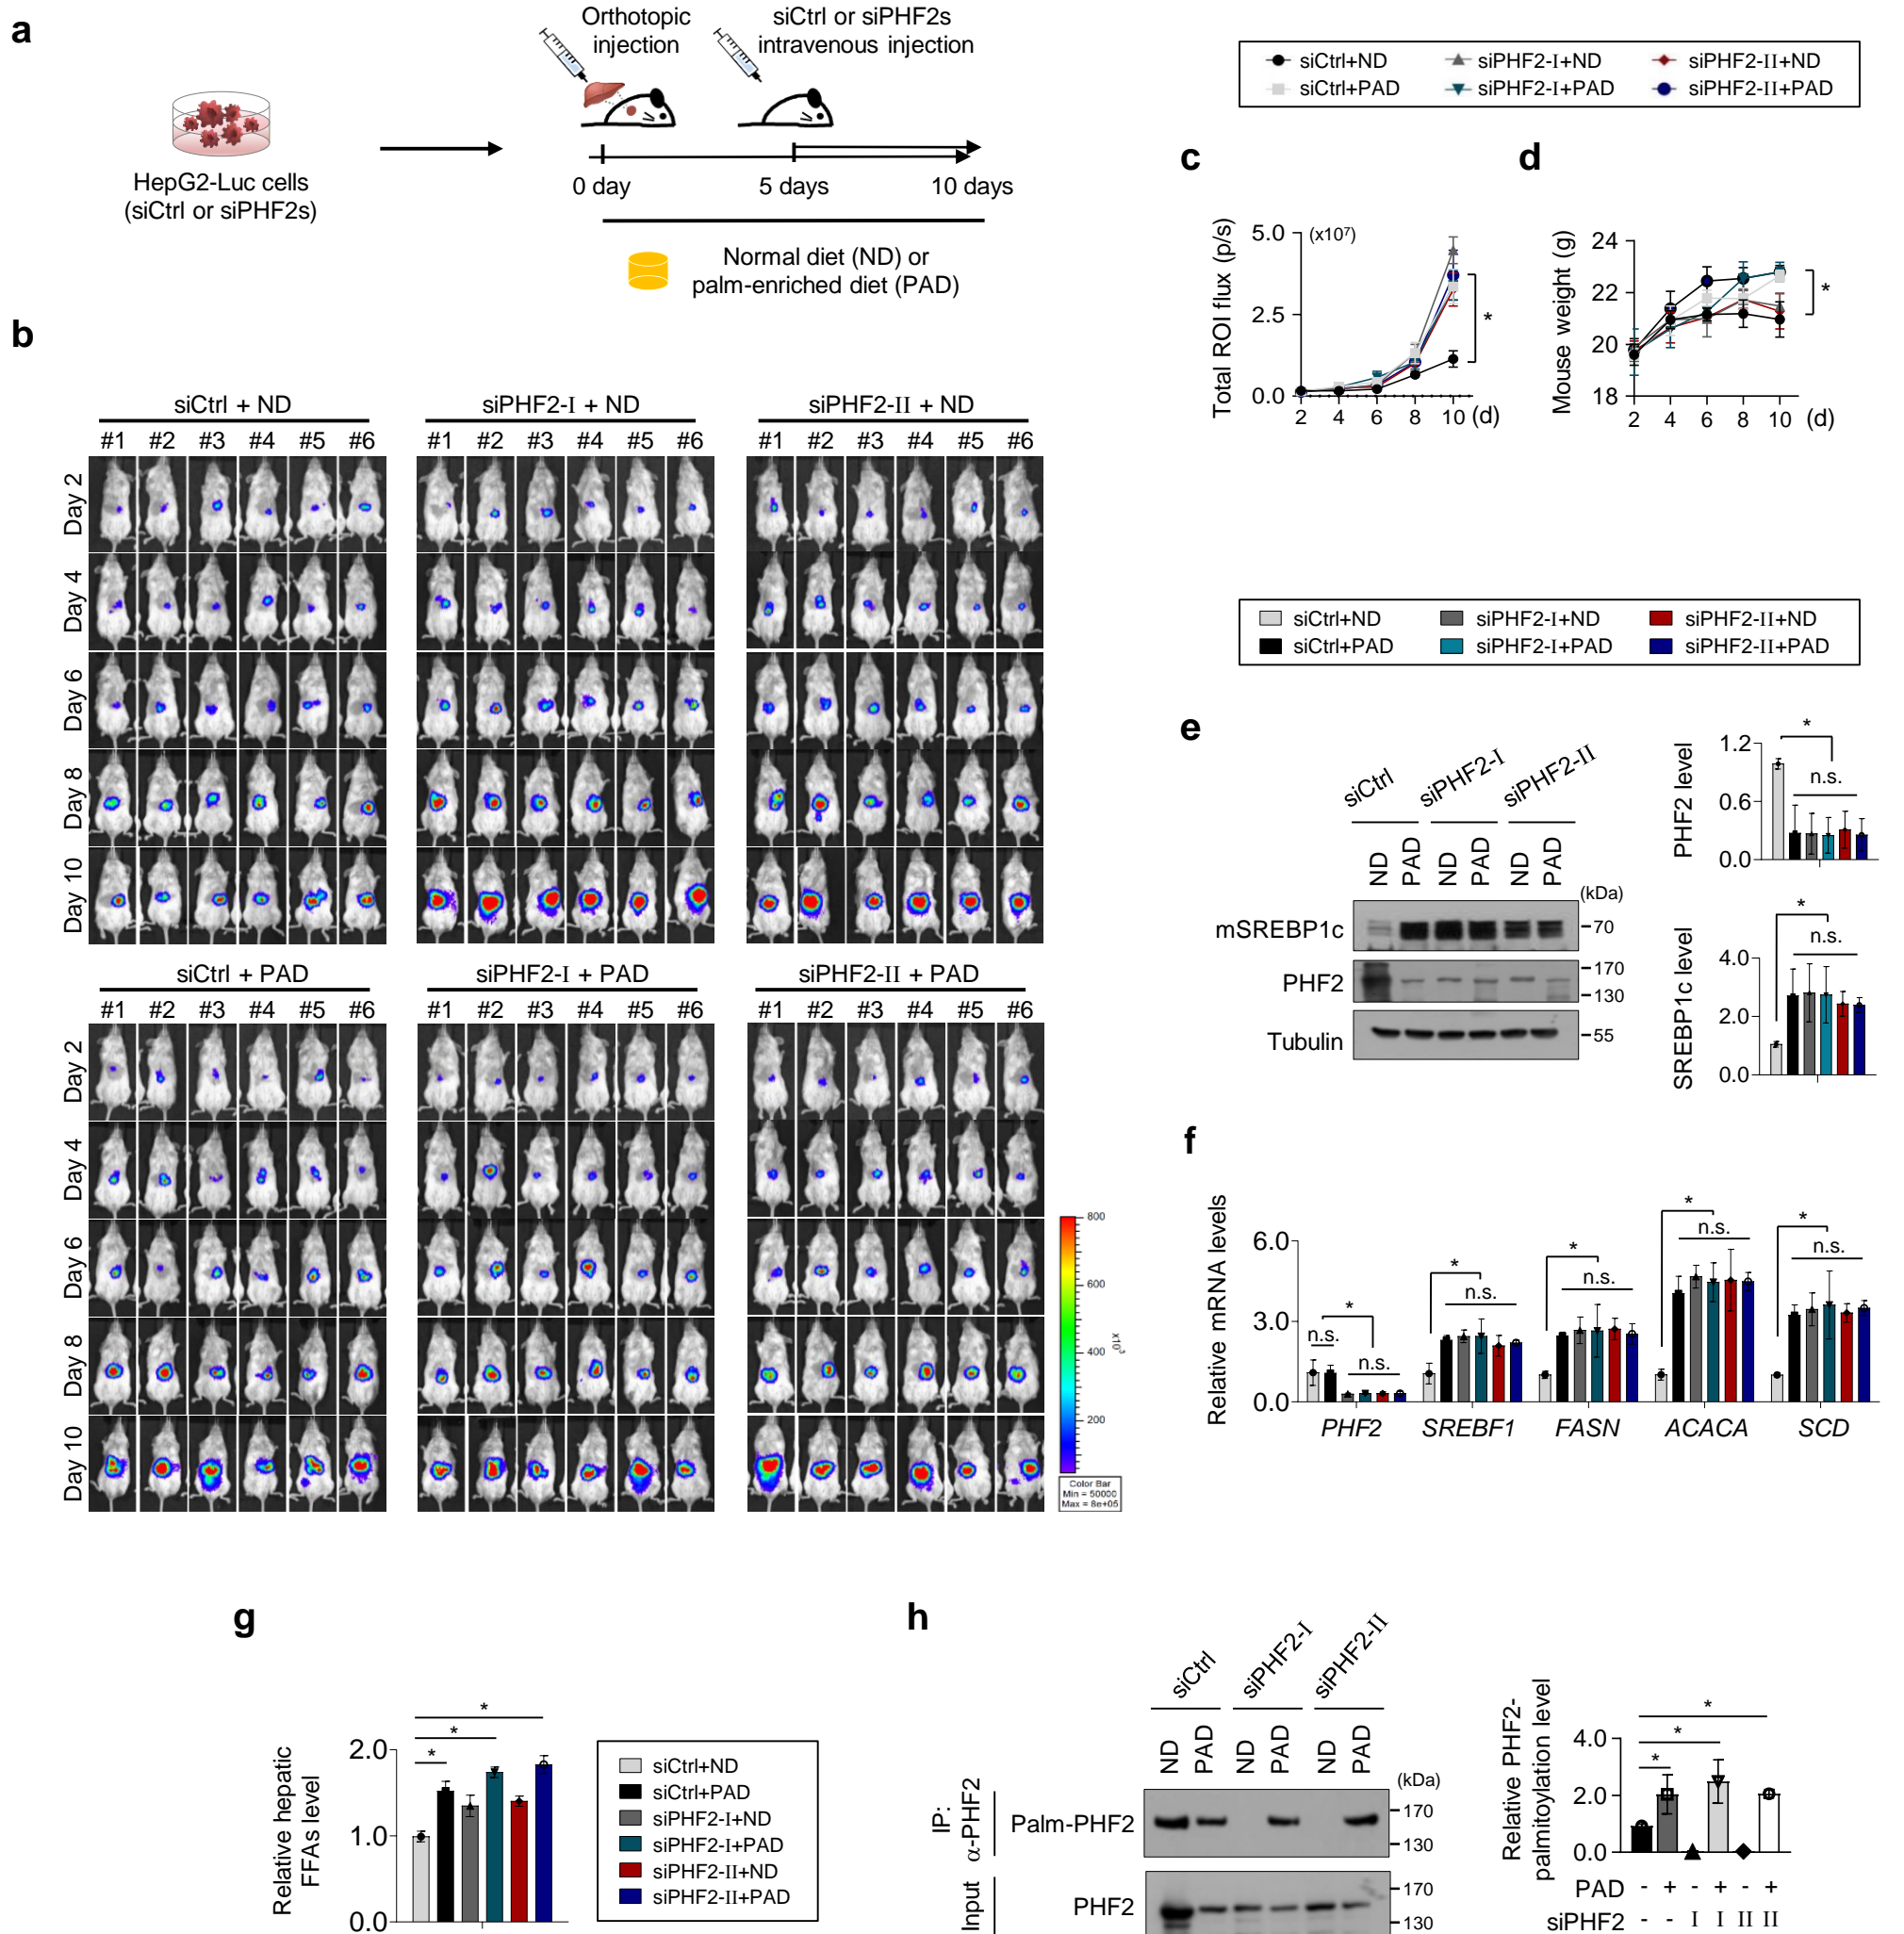 a
Orthotopic
injection
siCtrl or siPHF2s
intravenous injection
HepG2-Luc cells
(siCtrl or siPHF2s)
0 day
5 days
10 days
Normal diet (ND) or
palm-enriched diet (PAD)
siCtrl+ND
siPHF2-I+ND
siPHF2-II+ND
siCtrl+PAD
siPHF2-I+PAD
siPHF2-II+PAD
b
siCtrl + ND
siPHF2-I + ND
siPHF2-II + ND
#1 #2 #3 #4 #5 #6
#1 #2 #3 #4 #5 #6
#1 #2 #3 #4 #5 #6
Day 2
Day 4
Day 6
Day 8
Day 10
siCtrl + PAD
siPHF2-I + PAD
siPHF2-II + PAD
#1 #2 #3 #4 #5 #6
#1 #2 #3 #4 #5 #6
#1 #2 #3 #4 #5 #6
Day 2
Day 4
Day 6
Day 8
Day 10
800
600
400
200
x10³
Color Bar
Min = 50000
Max = 8e+05
c
Total ROI flux (p/s)
(x10⁷)
5.0
2.5
0.0
2 4 6 8 10 (d)
*
d
Mouse weight (g)
24
22
20
18
2 4 6 8 10 (d)
*
siCtrl+ND
siPHF2-I+ND
siPHF2-II+ND
siCtrl+PAD
siPHF2-I+PAD
siPHF2-II+PAD
e
siCtrl
siPHF2-I
siPHF2-II
ND PAD ND PAD ND PAD
(kDa)
mSREBP1c
70
PHF2
170
130
Tubulin
55
PHF2 level
1.2
0.6
0.0
*
n.s.
SREBP1c level
4.0
2.0
0.0
*
n.s.
f
Relative mRNA levels
6.0
3.0
0.0
n.s.
*
n.s.
*
n.s.
*
n.s.
*
n.s.
*
n.s.
PHF2 SREBF1 FASN ACACA SCD
g
Relative hepatic
FFAs level
2.0
1.0
0.0
*
*
*
siCtrl+ND
siCtrl+PAD
siPHF2-I+ND
siPHF2-I+PAD
siPHF2-II+ND
siPHF2-II+PAD
h
siCtrl
siPHF2-I
siPHF2-II
ND PAD ND PAD ND PAD
(kDa)
IP:
α-PHF2
Palm-PHF2
170
130
Input
PHF2
170
130
Relative PHF2-
palmitoylation level
4.0
2.0
0.0
*
*
*
PAD - + - + - +
siPHF2 - - I I II II